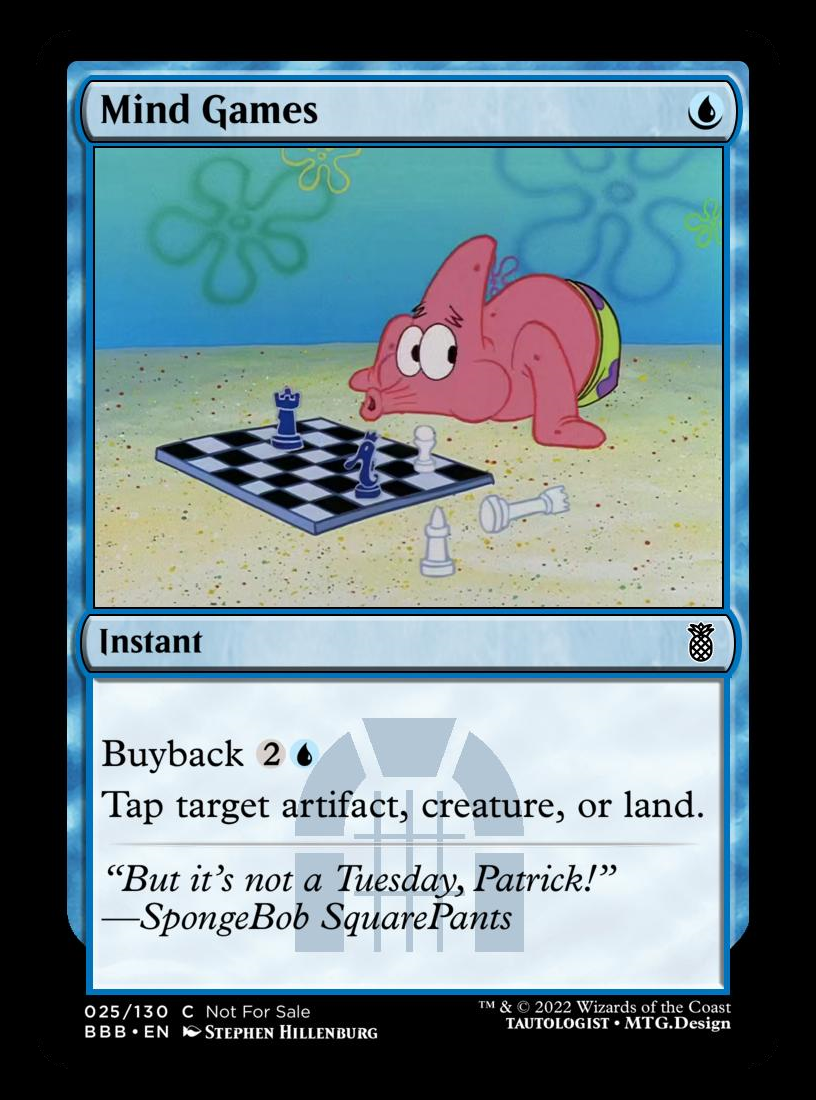 Mind Games
Instant
Buyback 2
Tap target artifact, creature, or land.
“But it’s not a Tuesday, Patrick!”
—SpongeBob SquarePants
025/130 C Not For Sale
BBB • EN Stephen Hillenburg
™ & © 2022 Wizards of the Coast
TAUTOLOGIST • MTG.Design